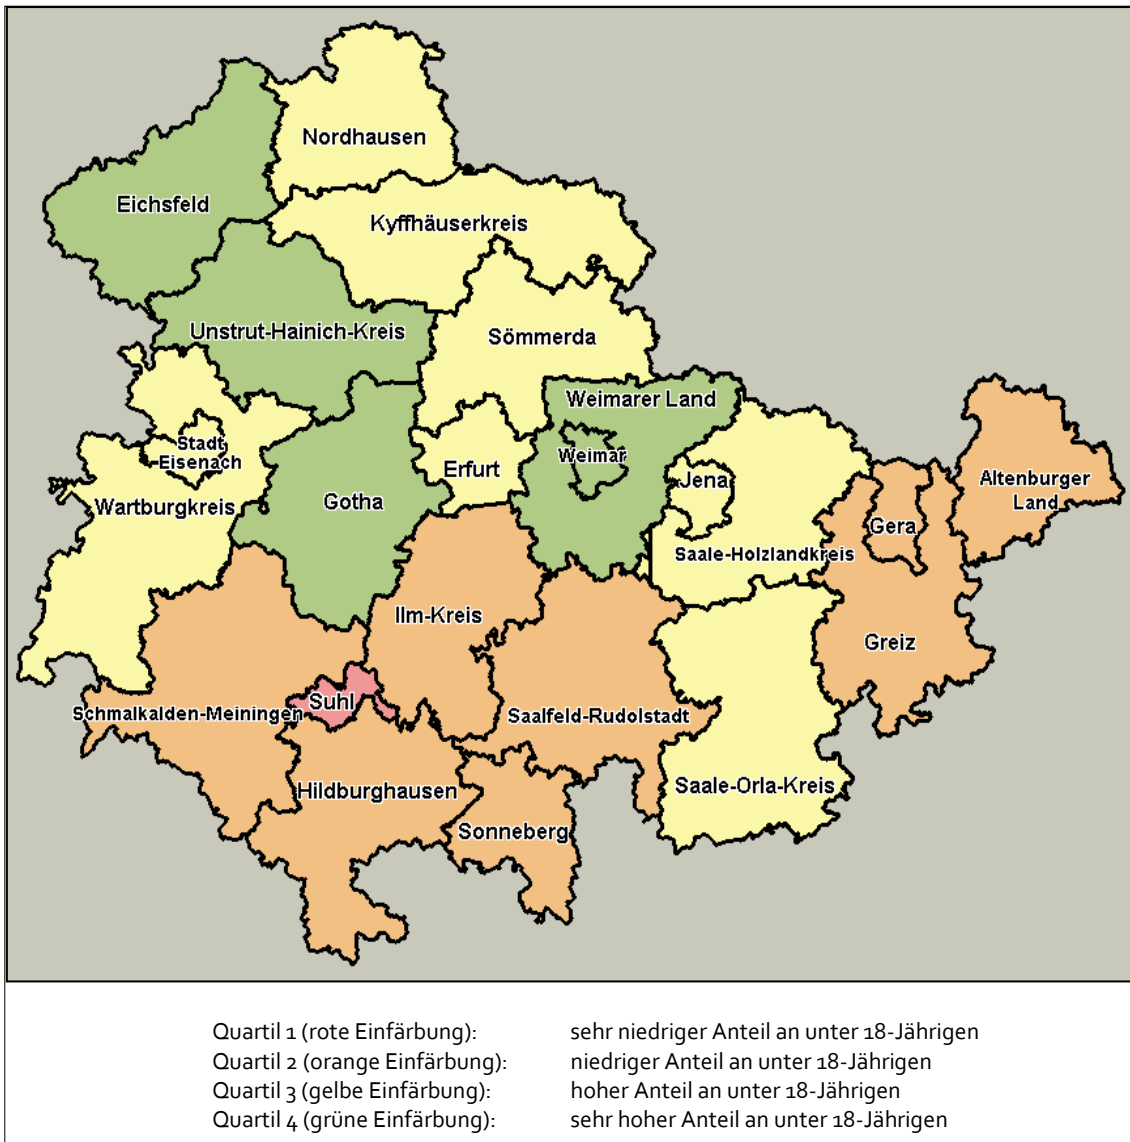 Nordhausen
Eichsfeld
Kyffhäuserkreis
Unstrut-Hainich-Kreis
Sömmerda
Weimarer Land
Stadt
Eisenach
Erfurt
Weimar
Wartburgkreis
Gotha
Jena
Altenburger
Land
Gera
Saale-Holzlandkreis
Ilm-Kreis
Greiz
Suhl
Schmalkalden-Meiningen
Saalfeld-Rudolstadt
Hildburghausen
Saale-Orla-Kreis
Sonneberg
Quartil 1 (rote Einfärbung): sehr niedriger Anteil an unter 18-Jährigen
Quartil 2 (orange Einfärbung): niedriger Anteil an unter 18-Jährigen
Quartil 3 (gelbe Einfärbung): hoher Anteil an unter 18-Jährigen
Quartil 4 (grüne Einfärbung): sehr hoher Anteil an unter 18-Jährigen